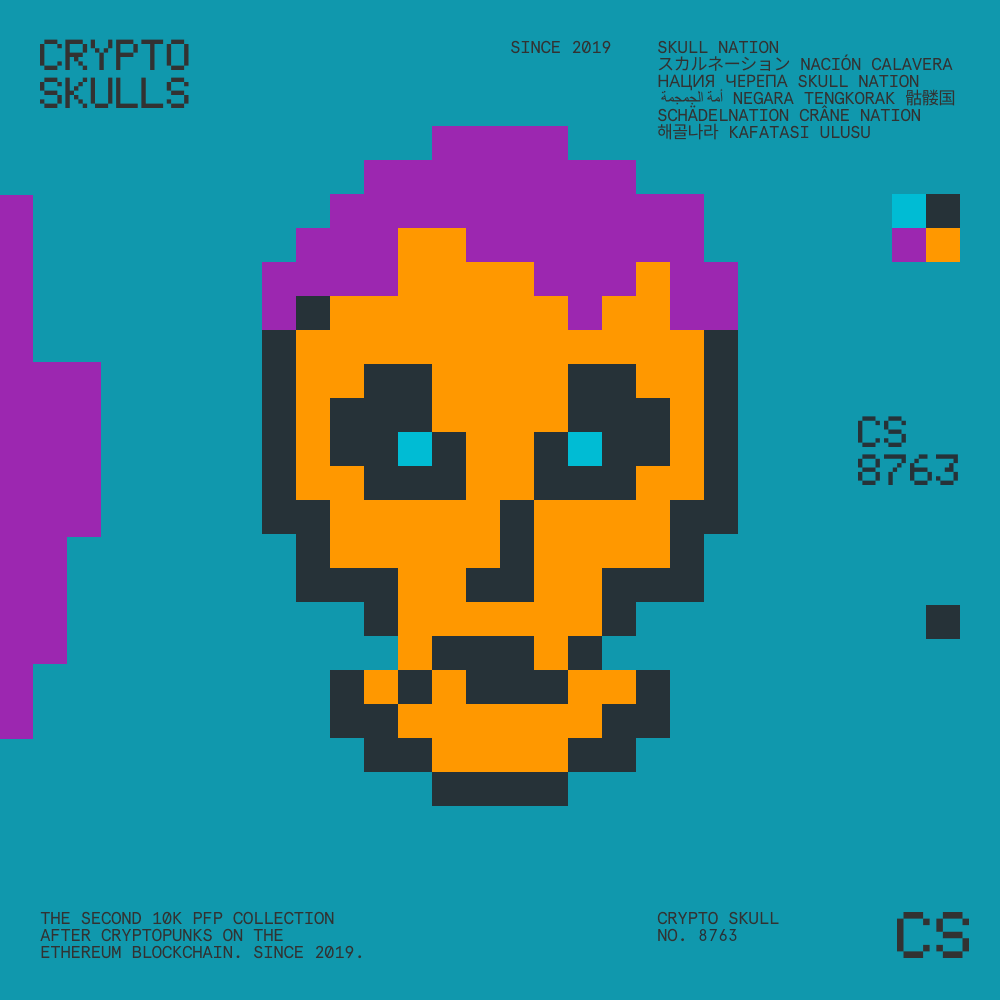 CRYPTO
SKULLS
SINCE 2019
SKULL NATION
スカルネーション NACIÓN CALAVERA
НАЦИЯ ЧЕРЕПА SKULL NATION
أمة الجمجمة NEGARA TENGKORAK 骷髅国
SCHÄDELNATION CRÂNE NATION
해골나라 KAFATASI ULUSU
CS
8763
THE SECOND 10K PFP COLLECTION
AFTER CRYPTOPUNKS ON THE
ETHEREUM BLOCKCHAIN. SINCE 2019.
CRYPTO SKULL
NO. 8763
CS